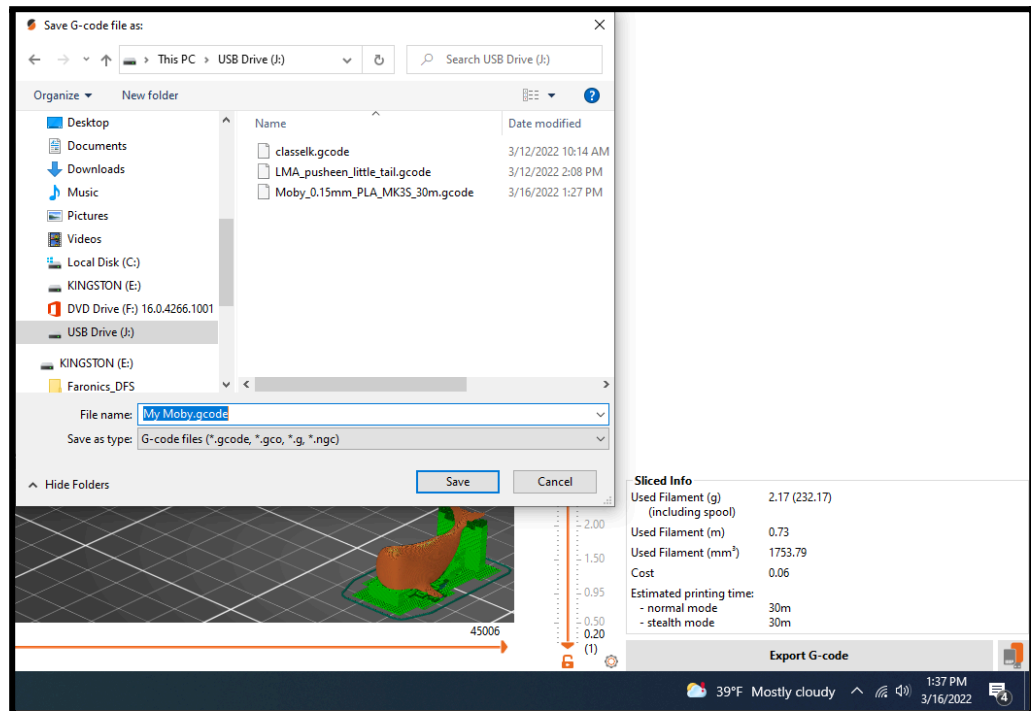 Save G-code file as:
This PC > USB Drive (J:)
Search USB Drive (J:)
Organize
New folder
Desktop
Documents
Downloads
Music
Pictures
Videos
Local Disk (C:)
KINGSTON (E:)
DVD Drive (F:) 16.0.4266.1001
USB Drive (J:)
KINGSTON (E:)
Faronics_DFS
Name Date modified
classelk.gcode 3/12/2022 10:14 AM
LMA_pusheen_little_tail.gcode 3/12/2022 2:08 PM
Moby_0.15mm_PLA_MK3S_30m.gcode 3/16/2022 1:27 PM
File name: My Moby.gcode
Save as type: G-code files (*.gcode, *.gco, *.g, *.ngc)
Hide Folders
Save
Cancel
2.00
1.50
0.95
0.50
0.20
(1)
45006
Sliced Info
Used Filament (g) 2.17 (232.17)
(including spool)
Used Filament (m) 0.73
Used Filament (mm³) 1753.79
Cost 0.06
Estimated printing time:
- normal mode 30m
- stealth mode 30m
Export G-code
39°F Mostly cloudy
1:37 PM
3/16/2022
4